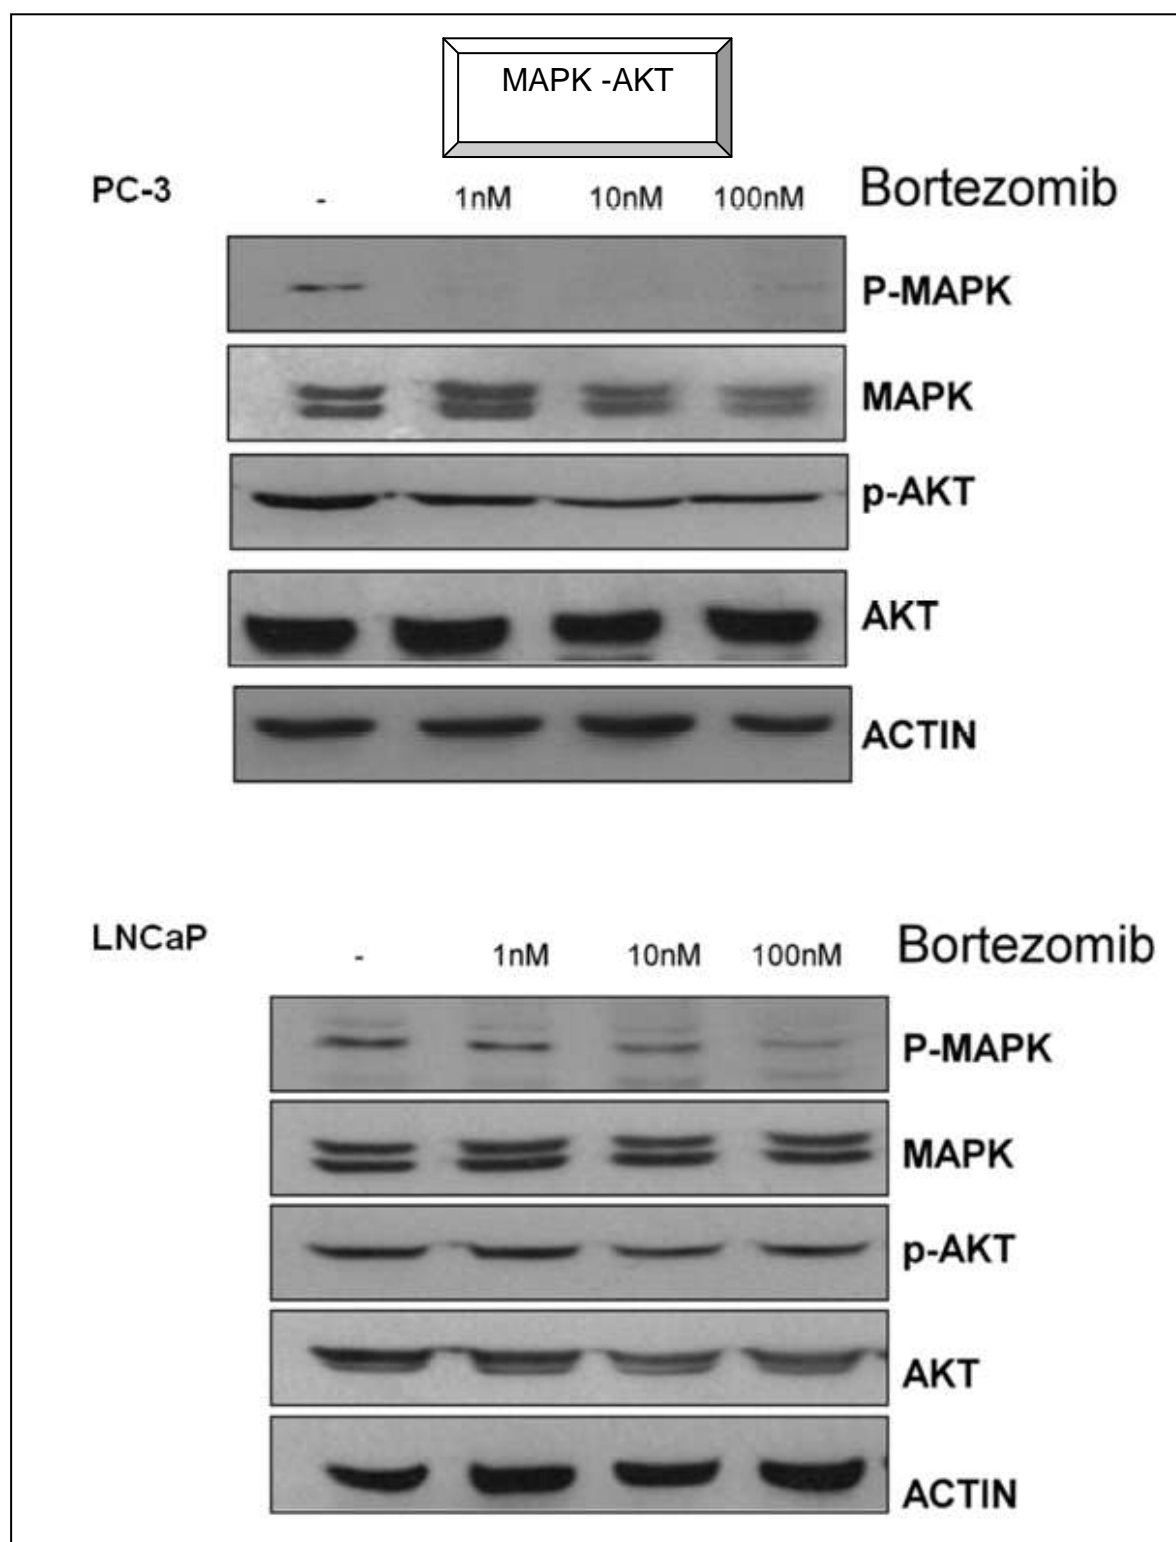 MAPK -AKT
PC-3 - 1nM 10nM 100nM Bortezomib
P-MAPK
MAPK
p-AKT
AKT
ACTIN
LNCaP - 1nM 10nM 100nM Bortezomib
P-MAPK
MAPK
p-AKT
AKT
ACTIN